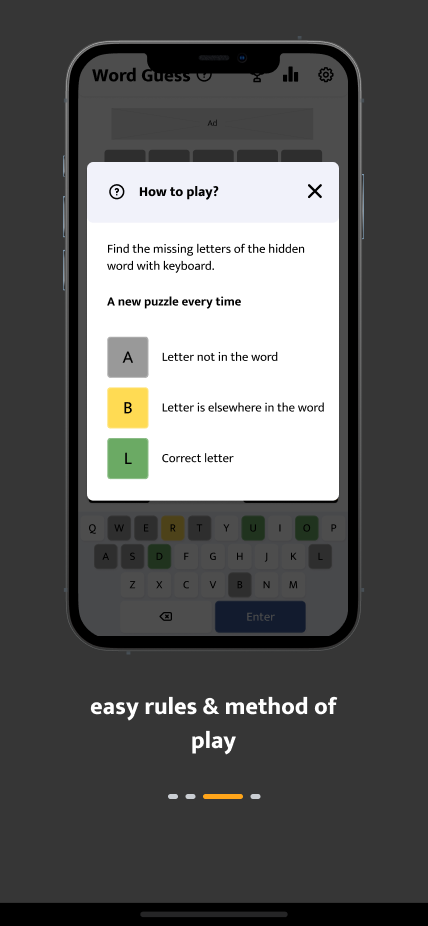 Word Guess
Ad
How to play?
Find the missing letters of the hidden
word with keyboard.
A new puzzle every time
A Letter not in the word
B Letter is elsewhere in the word
L Correct letter
Q W E R T Y U I O P
A S D F G H J K L
Z X C V B N M
Enter
easy rules & method of
play